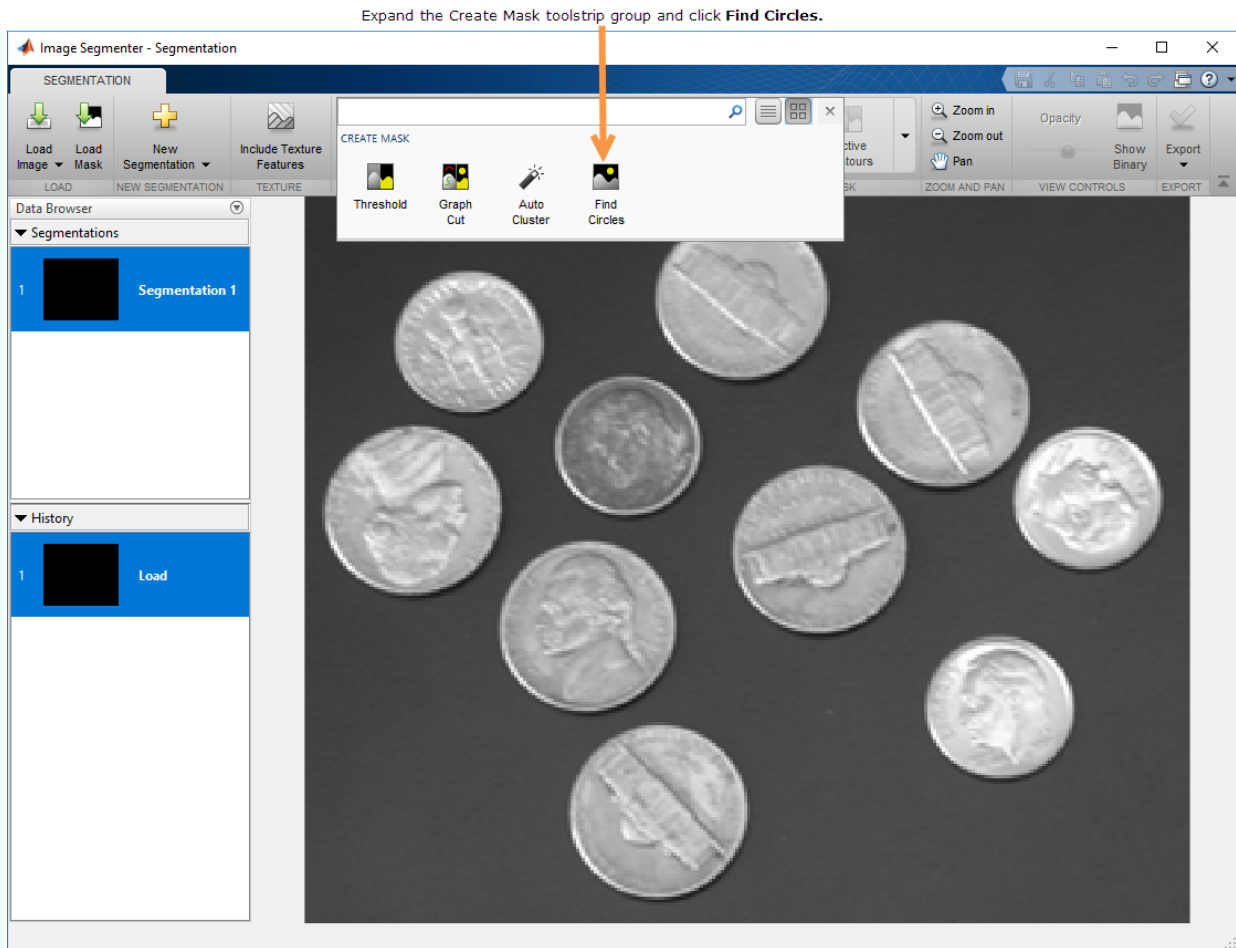 Expand the Create Mask toolstrip group and click Find Circles.
Image Segmenter - Segmentation
SEGMENTATION
Load Image
Load Mask
New Segmentation
Include Texture Features
CREATE MASK
Threshold
Graph Cut
Auto Cluster
Find Circles
Zoom in
Zoom out
Pan
Opacity
Show Binary
Export
LOAD
NEW SEGMENTATION
TEXTURE
ZOOM AND PAN
VIEW CONTROLS
EXPORT
Data Browser
Segmentations
1 Segmentation 1
History
1 Load